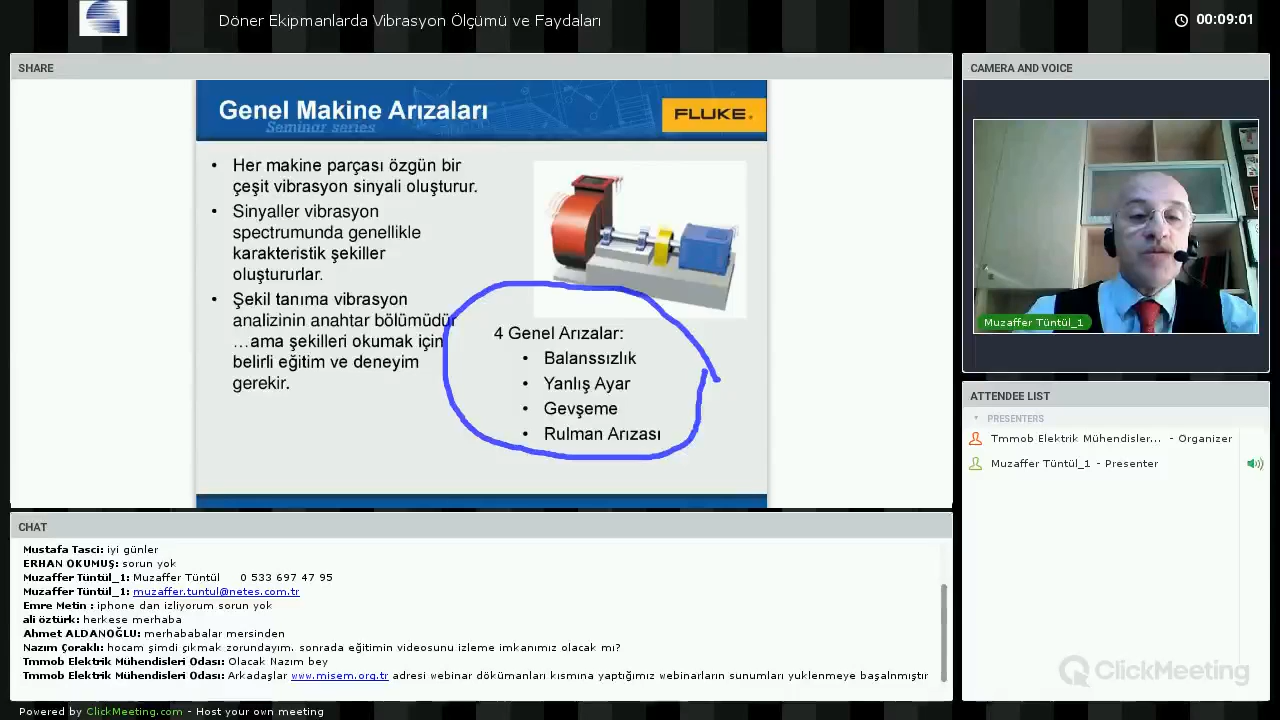 Döner Ekipmanlarda Vibrasyon Ölçümü ve Faydaları
00:09:01
SHARE
Genel Makine Arızaları
Seminar series
FLUKE®
• Her makine parçası özgün bir
çeşit vibrasyon sinyali oluşturur.
• Sinyaller vibrasyon
spectrumunda genellikle
karakteristik şekiller
oluştururlar.
• Şekil tanıma vibrasyon
analizinin anahtar bölümüdür
…ama şekilleri okumak için
belirli eğitim ve deneyim
gerekir.
4 Genel Arızalar:
• Balanssızlık
• Yanlış Ayar
• Gevşeme
• Rulman Arızası
CAMERA AND VOICE
Muzaffer Tüntül_1
ATTENDEE LIST
PRESENTERS
Tmmob Elektrik Mühendisler... - Organizer
Muzaffer Tüntül_1 - Presenter
CHAT
Mustafa Tasci: iyi günler
ERHAN OKUMUŞ: sorun yok
Muzaffer Tüntül_1: Muzaffer Tüntül 0 533 697 47 95
Muzaffer Tüntül_1: muzaffer.tuntul@netes.com.tr
Emre Metin : iphone dan izliyorum sorun yok
ali öztürk: herkese merhaba
Ahmet ALDANOĞLU: merhababalar mersinden
Nazım Çoraklı: hocam şimdi çıkmak zorundayım. sonrada eğitimin videosunu izleme imkanımız olacak mı?
Tmmob Elektrik Mühendisleri Odası: Olacak Nazım bey
Tmmob Elektrik Mühendisleri Odası: Arkadaşlar www.misem.org.tr adresi webinar dökümanları kısmına yaptığımız webinarların sunumları yuklenmeye başalnmıştır
ClickMeeting
Powered by ClickMeeting.com - Host your own meeting